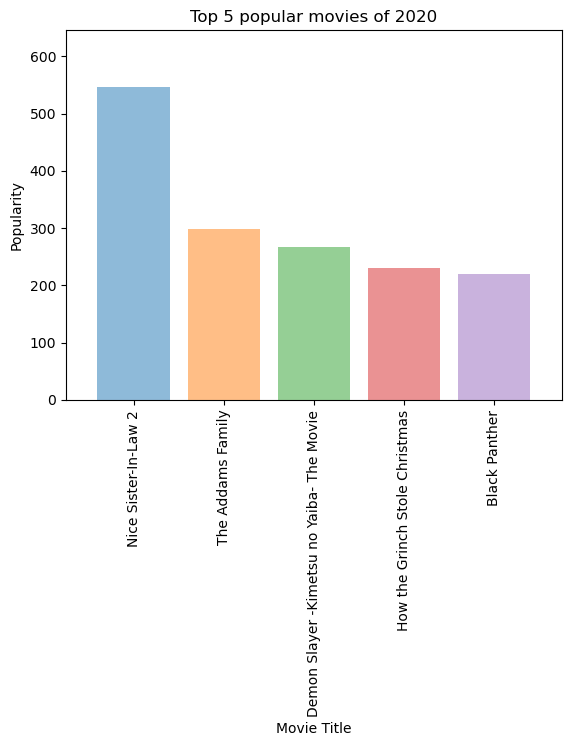 Top 5 popular movies of 2020
Popularity
600
500
400
300
200
100
0
Nice Sister-In-Law 2
The Addams Family
Demon Slayer -Kimetsu no Yaiba- The Movie
How the Grinch Stole Christmas
Black Panther
Movie Title